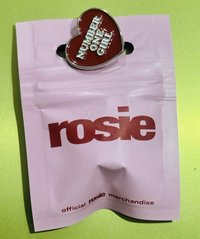 NUMBER
ONE
GIRL
rosie
official rosie merchandise